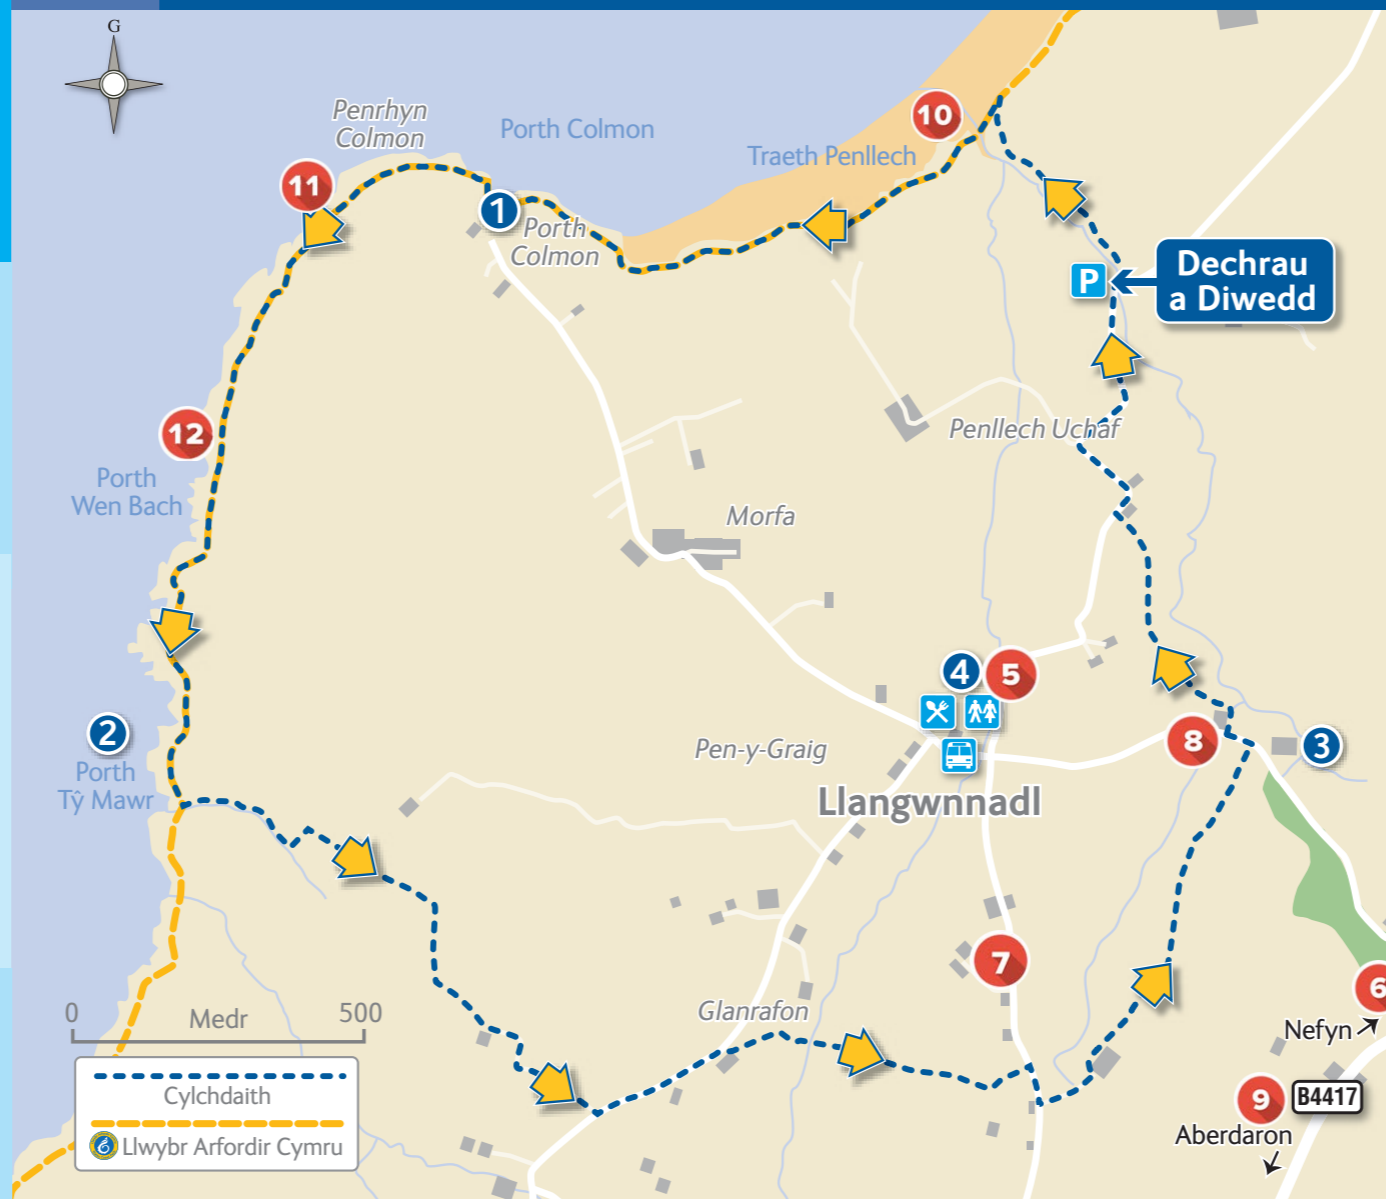 G
Penrhyn
Colmon
Porth Colmon
10
Traeth Penllech
11
1
Porth
Colmon
P
Dechrau
a Diwedd
12
Penllech Uchaf
Porth
Wen Bach
Morfa
4
5
2
Porth
Tŷ Mawr
Pen-y-Graig
8
3
Llangwnnadl
7
6
Nefyn
0
Medr
500
Glanrafon
Cylchdaith
Llwybr Arfordir Cymru
9
B4417
Aberdaron